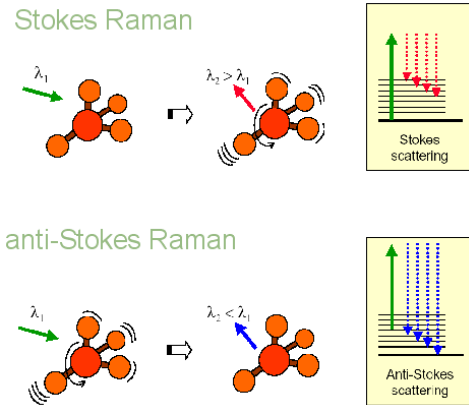 Stokes Raman
λ1
λ2 > λ1
Stokes
scattering
anti-Stokes Raman
λ1
λ2 < λ1
Anti-Stokes
scattering